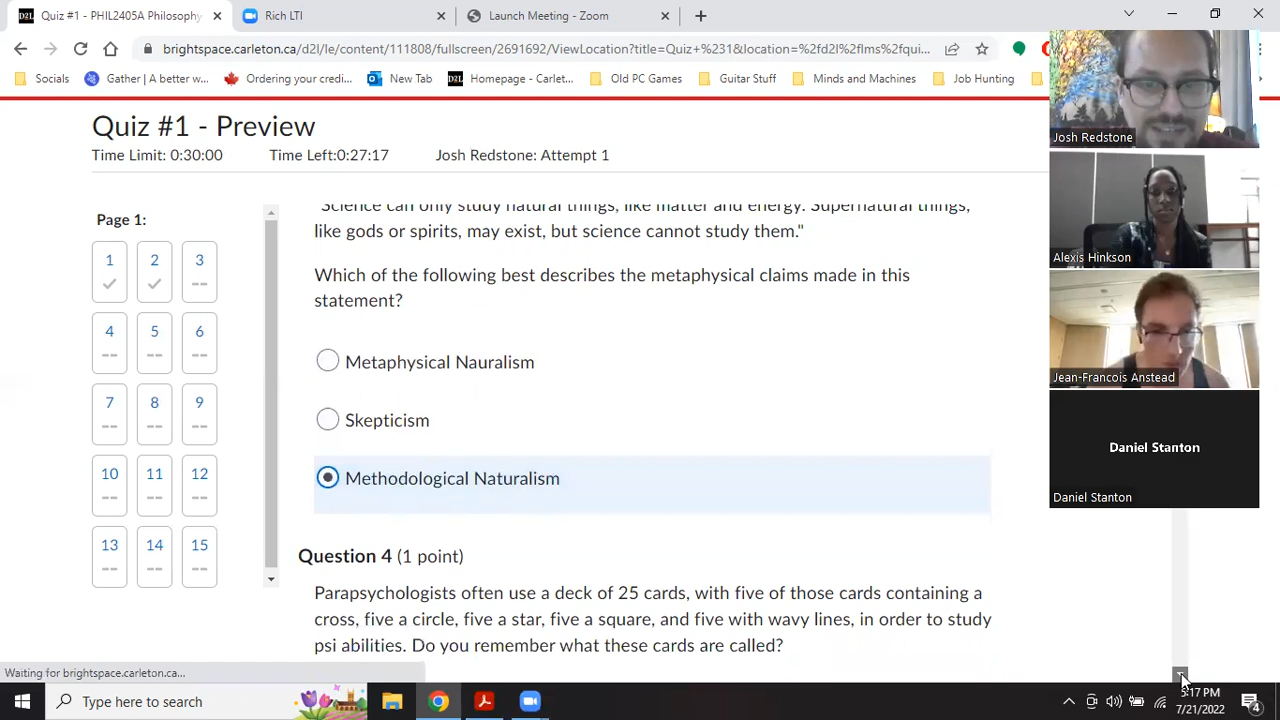 Quiz #1 - PHIL2405A Philosophy
Rich LTI
Launch Meeting - Zoom
brightspace.carleton.ca/d2l/le/content/111808/fullscreen/2691692/ViewLocation?title=Quiz+%231&location=%2fd2l%2flms%2fqui...
Socials
Gather | A better w...
Ordering your credi...
New Tab
Homepage - Carlet...
Old PC Games
Guitar Stuff
Minds and Machines
Job Hunting
Quiz #1 - Preview
Time Limit: 0:30:00 Time Left:0:27:17 Josh Redstone: Attempt 1
Page 1:
1 2 3
4 5 6
7 8 9
10 11 12
13 14 15
"Science can only study natural things, like matter and energy. Supernatural things,
like gods or spirits, may exist, but science cannot study them."
Which of the following best describes the metaphysical claims made in this
statement?
Metaphysical Nauralism
Skepticism
Methodological Naturalism
Question 4 (1 point)
Parapsychologists often use a deck of 25 cards, with five of those cards containing a
cross, five a circle, five a star, five a square, and five with wavy lines, in order to study
psi abilities. Do you remember what these cards are called?
Josh Redstone
Alexis Hinkson
Jean-Francois Anstead
Daniel Stanton
Daniel Stanton
Waiting for brightspace.carleton.ca...
Type here to search
5:17 PM
7/21/2022
4